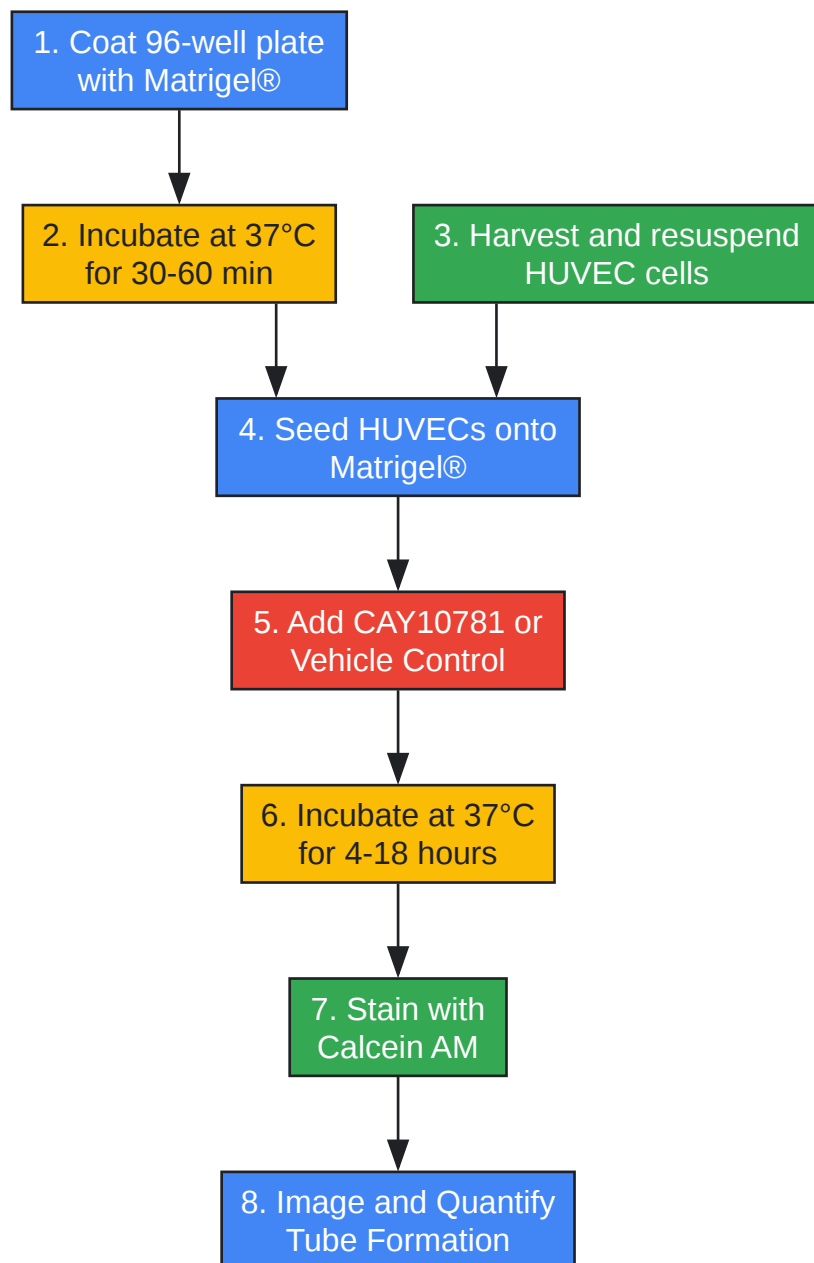 1. Coat 96-well plate
with Matrigel®
2. Incubate at 37°C
for 30-60 min
3. Harvest and resuspend
HUVEC cells
4. Seed HUVECs onto
Matrigel®
5. Add CAY10781 or
Vehicle Control
6. Incubate at 37°C
for 4-18 hours
7. Stain with
Calcein AM
8. Image and Quantify
Tube Formation